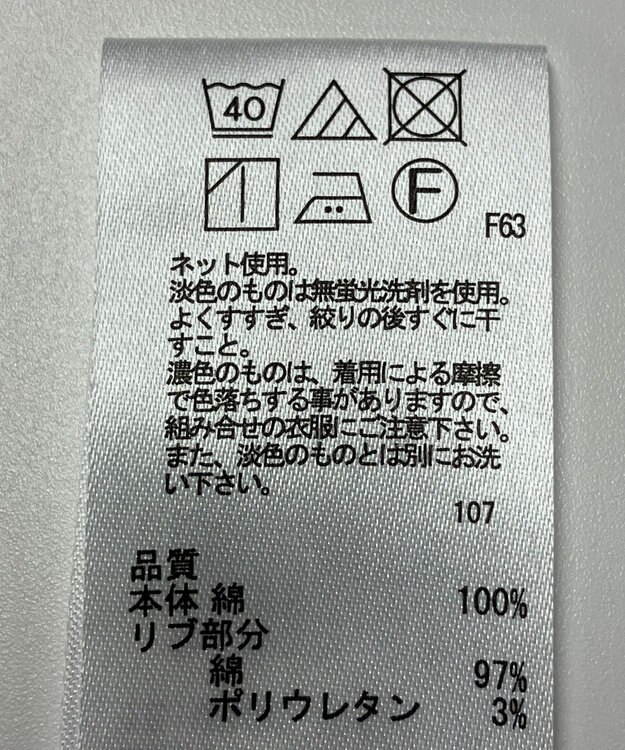 40
F
F63
ネット使用。
淡色のものは無蛍光洗剤を使用。
よくすすぎ、絞りの後すぐに干
すこと。
濃色のものは、着用による摩擦
で色落ちする事がありますので、
組み合せの衣服にご注意下さい。
また、淡色のものとは別にお洗
い下さい。
107
品質
本体 綿 100%
リブ部分
綿 97%
ポリウレタン 3%